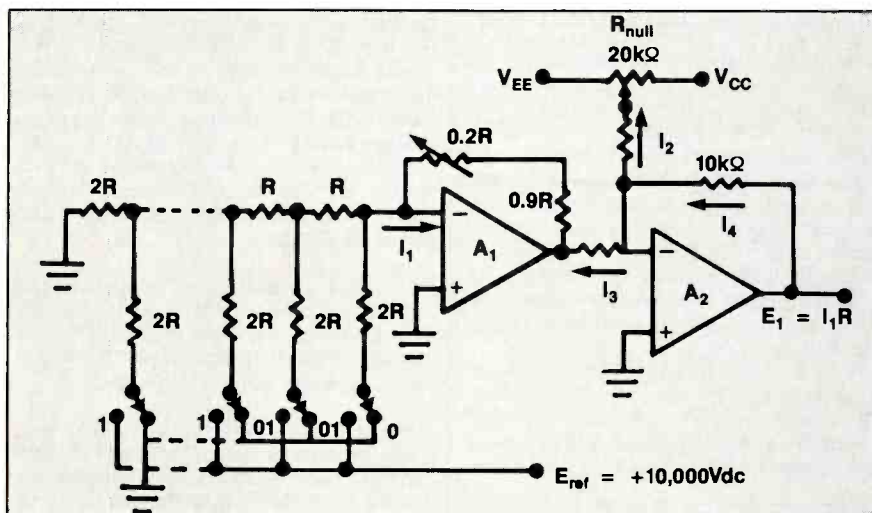 R_null
20kΩ
V_EE
V_CC
I_2
0.2R
10kΩ
2R
R
R
0.9R
I_4
I_1
A_1
I_3
A_2
E_1 = I_1R
2R
2R
2R
2R
1
1
01
01
0
E_ref = +10,000Vdc